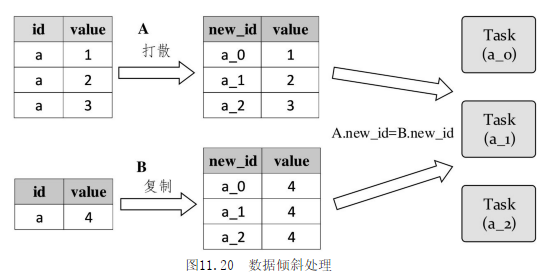 id value
a 1
a 2
a 3
A
打散
new_id value
a_0 1
a_1 2
a_2 3
id value
a 4
B
复制
new_id value
a_0 4
a_1 4
a_2 4
A.new_id=B.new_id
Task
(a_0)
Task
(a_1)
Task
(a_2)
图11.20 数据倾斜处理